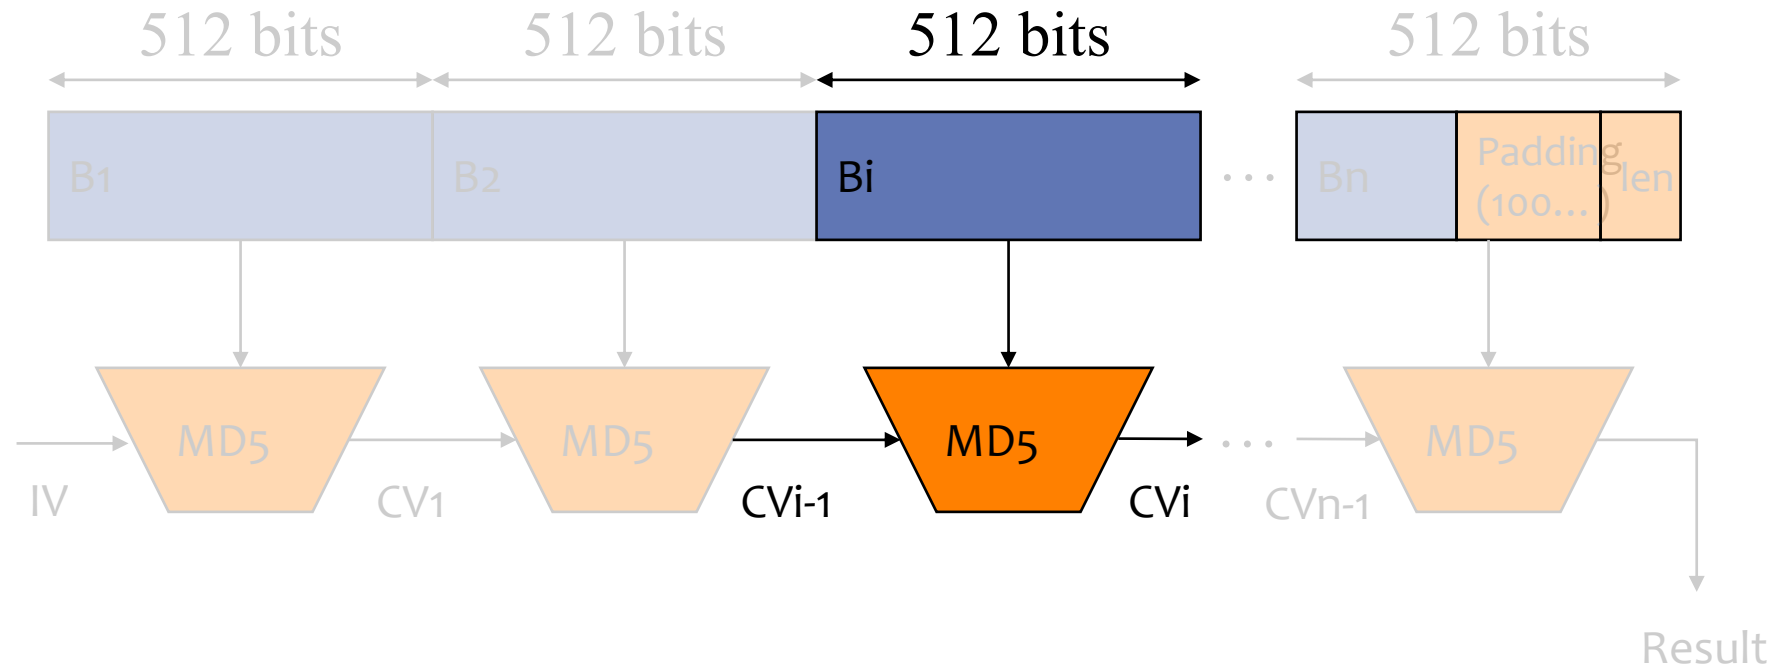 512 bits
512 bits
512 bits
512 bits
B1
B2
Bi
...
Bn
Padding
(100... )
len
MD5
MD5
MD5
...
MD5
IV
CV1
CVi-1
CVi
CVn-1
Result